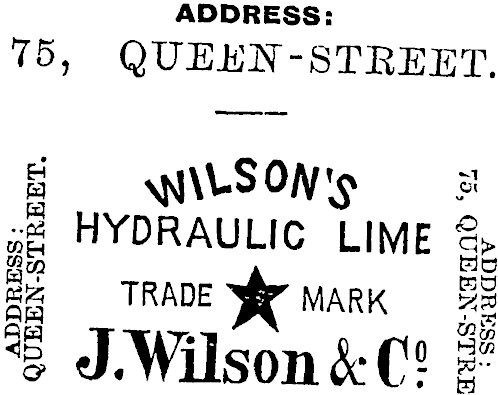 ADDRESS:
75, QUEEN-STREET.
WILSON'S
HYDRAULIC LIME
TRADE MARK
J. Wilson & Co.
ADDRESS:
QUEEN-STREET.
ADDRESS:
75, QUEEN-STRE